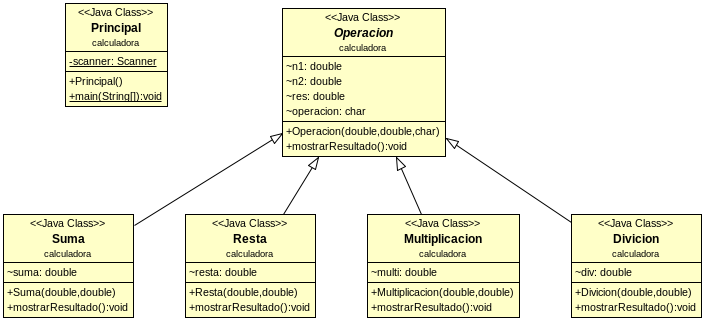 <<Java Class>>
Principal
calculadora
-scanner: Scanner
+Principal()
+main(String[]):void
<<Java Class>>
Operacion
calculadora
~n1: double
~n2: double
~res: double
~operacion: char
+Operacion(double,double,char)
+mostrarResultado():void
<<Java Class>>
Suma
calculadora
~suma: double
+Suma(double,double)
+mostrarResultado():void
<<Java Class>>
Resta
calculadora
~resta: double
+Resta(double,double)
+mostrarResultado():void
<<Java Class>>
Multiplicacion
calculadora
~multi: double
+Multiplicacion(double,double)
+mostrarResultado():void
<<Java Class>>
Divicion
calculadora
~div: double
+Divicion(double,double)
+mostrarResultado():void